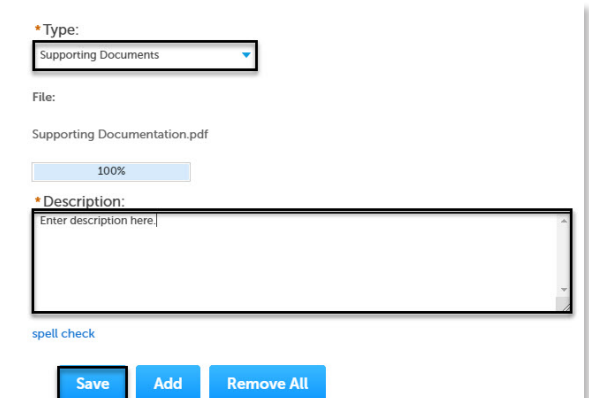 *Type:
Supporting Documents
File:
Supporting Documentation.pdf
100%
*Description:
Enter description here.
spell check
Save Add Remove All